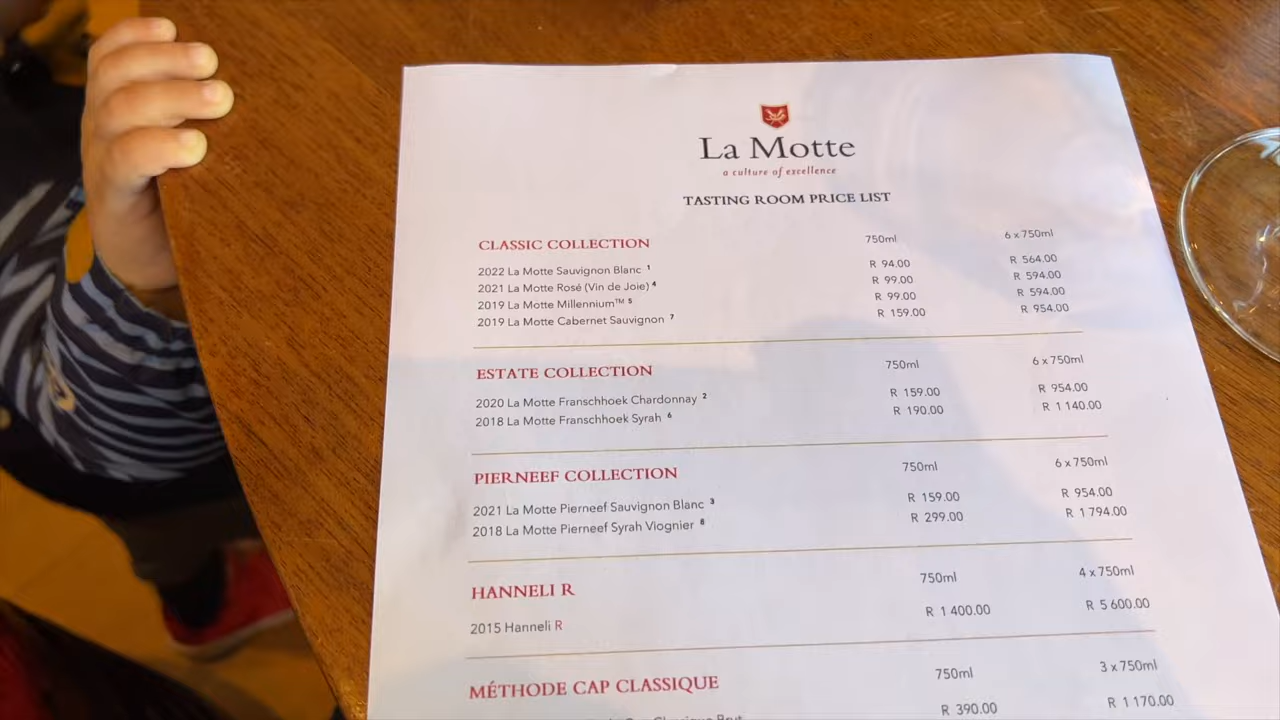 La Motte
a culture of excellence
TASTING ROOM PRICE LIST
CLASSIC COLLECTION 750ml 6 x 750ml
2022 La Motte Sauvignon Blanc ¹ R 94.00 R 564.00
2021 La Motte Rosé (Vin de Joie) ⁴ R 99.00 R 594.00
2019 La Motte Millennium™ ⁵ R 99.00 R 594.00
2019 La Motte Cabernet Sauvignon ⁷ R 159.00 R 954.00
ESTATE COLLECTION 750ml 6 x 750ml
2020 La Motte Franschhoek Chardonnay ² R 159.00 R 954.00
2018 La Motte Franschhoek Syrah ⁶ R 190.00 R 1 140.00
PIERNEEF COLLECTION 750ml 6 x 750ml
2021 La Motte Pierneef Sauvignon Blanc ³ R 159.00 R 954.00
2018 La Motte Pierneef Syrah Viognier ⁸ R 299.00 R 1 794.00
HANNELI R 750ml 4 x 750ml
2015 Hanneli R R 1 400.00 R 5 600.00
MÉTHODE CAP CLASSIQUE 750ml 3 x 750ml
Classique Brut R 390.00 R 1 170.00